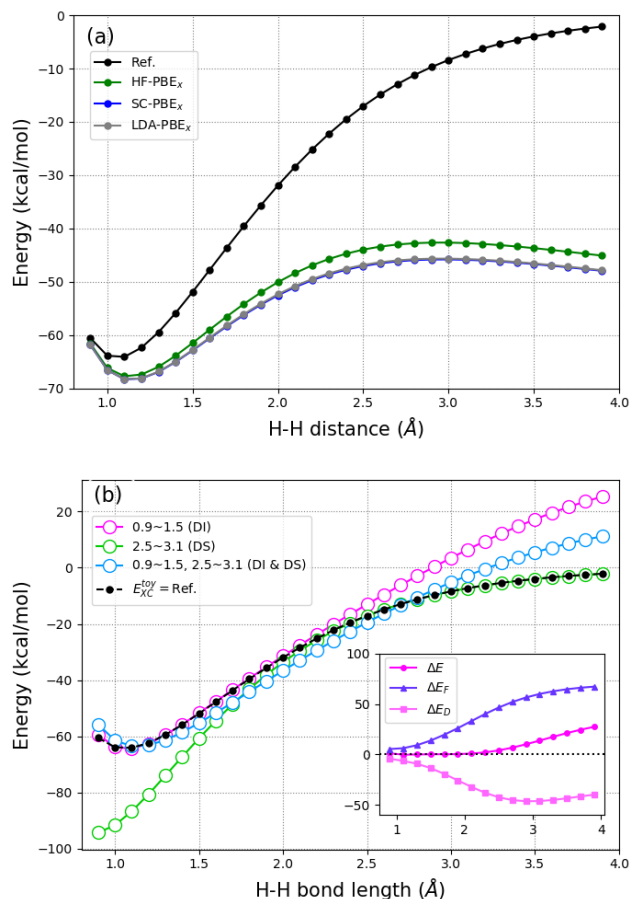 (a)
Ref.
HF-PBEₓ
SC-PBEₓ
LDA-PBEₓ
0
−10
−20
−30
−40
−50
−60
−70
Energy (kcal/mol)
1.0 1.5 2.0 2.5 3.0 3.5 4.0
H-H distance (Å)
(b)
0.9~1.5 (DI)
2.5~3.1 (DS)
0.9~1.5, 2.5~3.1 (DI & DS)
E_{XC}^{toy} = Ref.
20
0
−20
−40
−60
−80
−100
Energy (kcal/mol)
100
50
0
−50
ΔE
ΔE_F
ΔE_D
1 2 3 4
1.0 1.5 2.0 2.5 3.0 3.5 4.0
H-H bond length (Å)